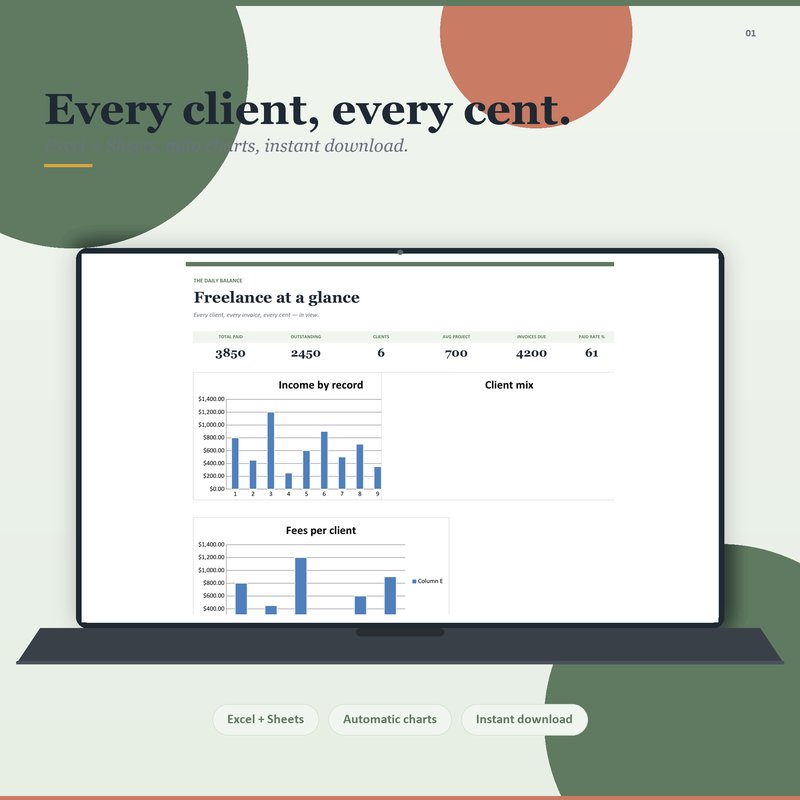 01
Every client, every cent.
Excel + Sheets, auto charts, instant download.
THE DAILY BALANCE
Freelance at a glance
Every client, every invoice, every cent — in view.
TOTAL PAID OUTSTANDING CLIENTS AVG PROJECT INVOICES DUE PAID RATE %
3850 2450 6 700 4200 61
Income by record
$1,400.00
$1,200.00
$1,000.00
$800.00
$600.00
$400.00
$200.00
$0.00
1 2 3 4 5 6 7 8 9
Client mix
Fees per client
$1,400.00
$1,200.00
$1,000.00
$800.00
$600.00
$400.00
Column E
Excel + Sheets Automatic charts Instant download